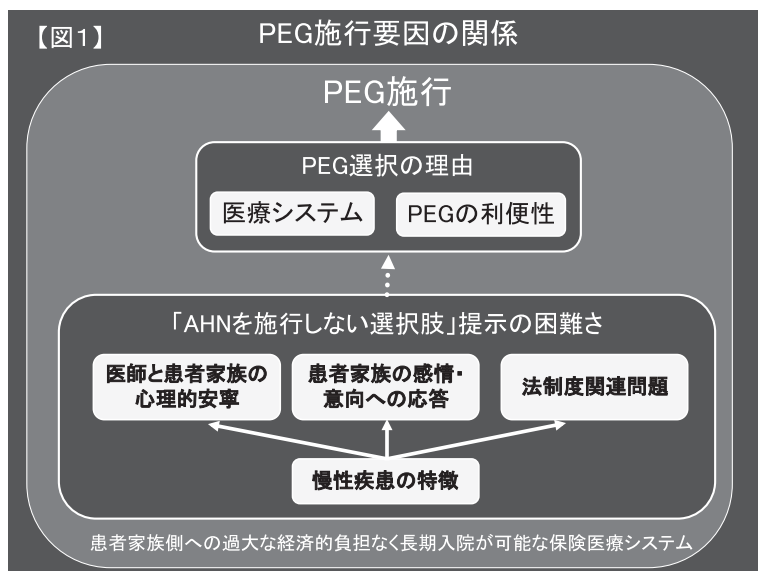 【図1】 PEG施行要因の関係
PEG施行
PEG選択の理由
医療システム
PEGの利便性
「AHNを施行しない選択肢」提示の困難さ
医師と患者家族の
心理的安寧
患者家族の感情・
意向への応答
法制度関連問題
慢性疾患の特徴
患者家族側への過大な経済的負担なく長期入院が可能な保険医療システム